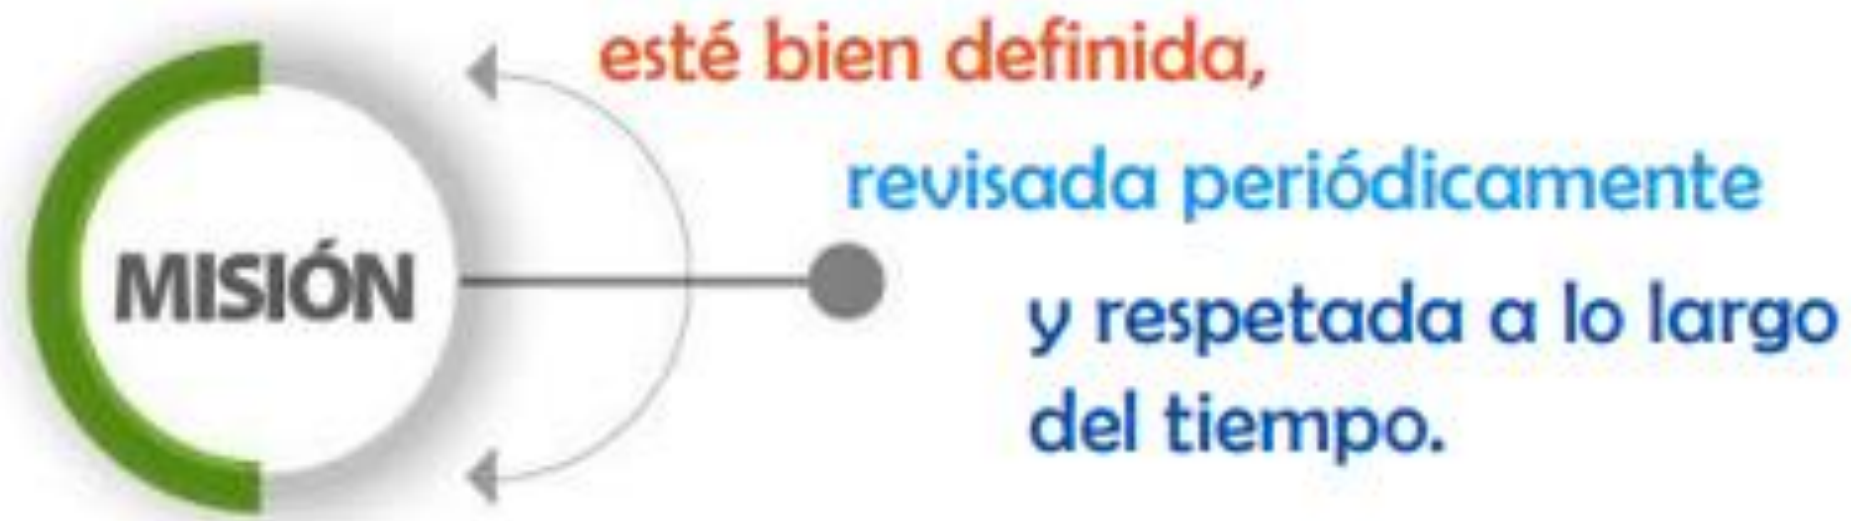 esté bien definida,
revisada periódicamente
MISIÓN
y respetada a lo largo
del tiempo.